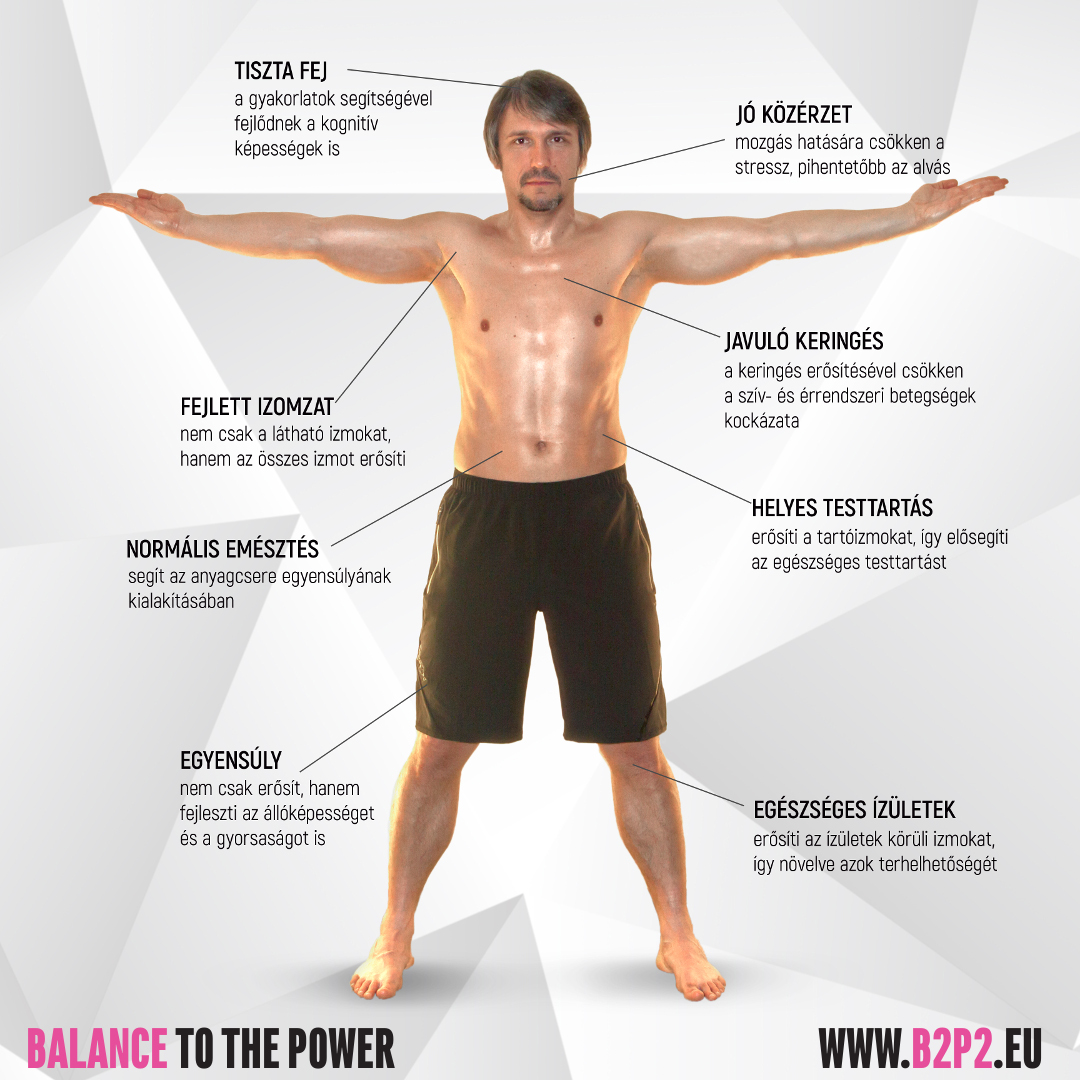 TISZTA FEJ
a gyakorlatok segítségével
fejlődnek a kognitív
képességek is
JÓ KÖZÉRZET
mozgás hatására csökken a
stressz, pihentetőbb az alvás
JAVULÓ KERINGÉS
a keringés erősítésével csökken
a szív- és érrendszeri betegségek
kockázata
FEJLETT IZOMZAT
nem csak a látható izmokat,
hanem az összes izmot erősíti
HELYES TESTTARTÁS
erősíti a tartóizmokat, így elősegíti
az egészséges testtartást
NORMÁLIS EMÉSZTÉS
segít az anyagcsere egyensúlyának
kialakításában
EGYENSÚLY
nem csak erősít, hanem
fejleszti az állóképességet
és a gyorsaságot is
EGÉSZSÉGES ÍZÜLETEK
erősíti az ízületek körüli izmokat,
így növelve azok terhelhetőségét
BALANCE TO THE POWER
WWW.B2P2.EU